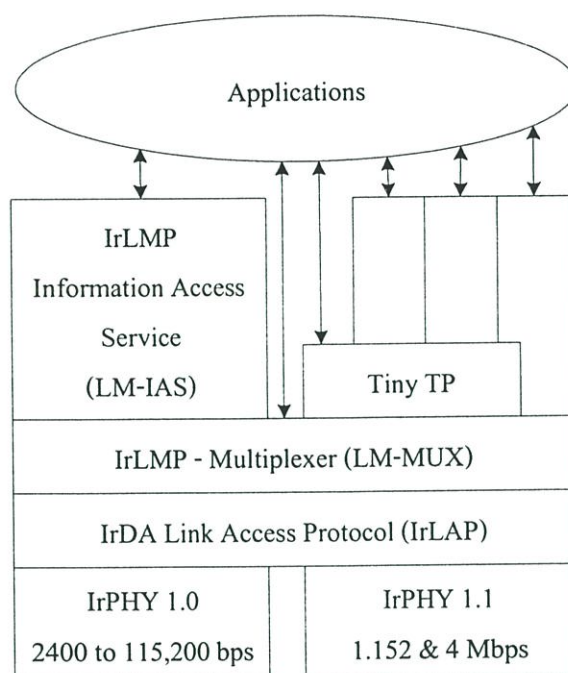 Applications
IrLMP
Information Access
Service
(LM-IAS)
Tiny TP
IrLMP - Multiplexer (LM-MUX)
IrDA Link Access Protocol (IrLAP)
IrPHY 1.0
2400 to 115,200 bps
IrPHY 1.1
1.152 & 4 Mbps